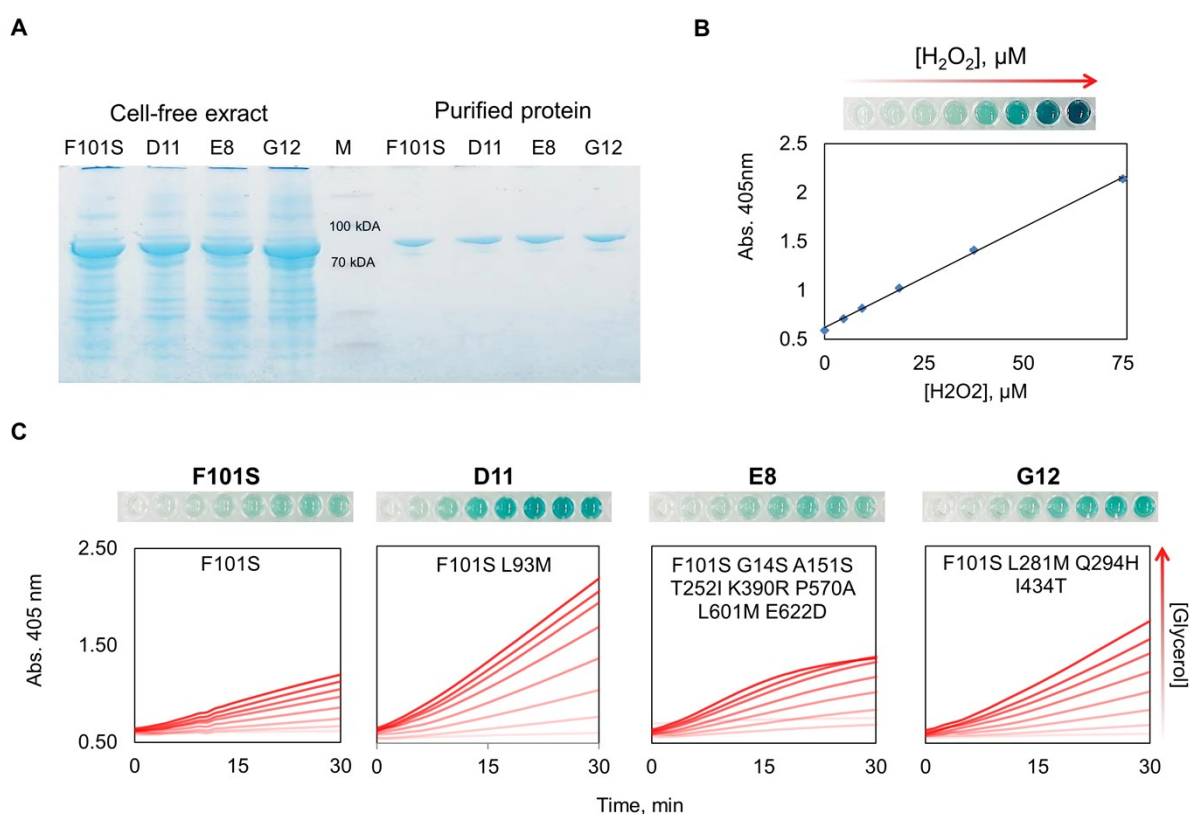 A
Cell-free exract Purified protein
F101S D11 E8 G12 M F101S D11 E8 G12
100 kDA
70 kDA
B
[H₂O₂], µM
Abs. 405nm
2.5
2
1.5
1
0.5
0 25 50 75
[H2O2], µM
C
F101S D11 E8 G12
Abs. 405 nm
2.50
1.50
0.50
F101S
F101S L93M
F101S G14S A151S
T252I K390R P570A
L601M E622D
F101S L281M Q294H
I434T
[Glycerol]
0 15 30 0 15 30 0 15 30 0 15 30
Time, min